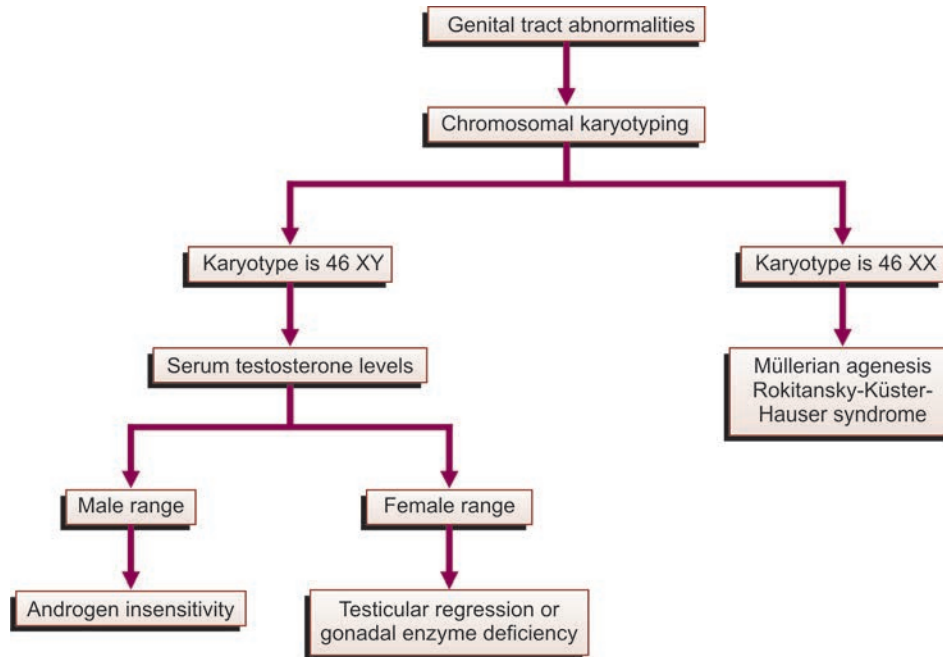 Genital tract abnormalities
Chromosomal karyotyping
Karyotype is 46 XY
Karyotype is 46 XX
Serum testosterone levels
Müllerian agenesis
Rokitansky-Küster-
Hauser syndrome
Male range
Female range
Androgen insensitivity
Testicular regression or
gonadal enzyme deficiency